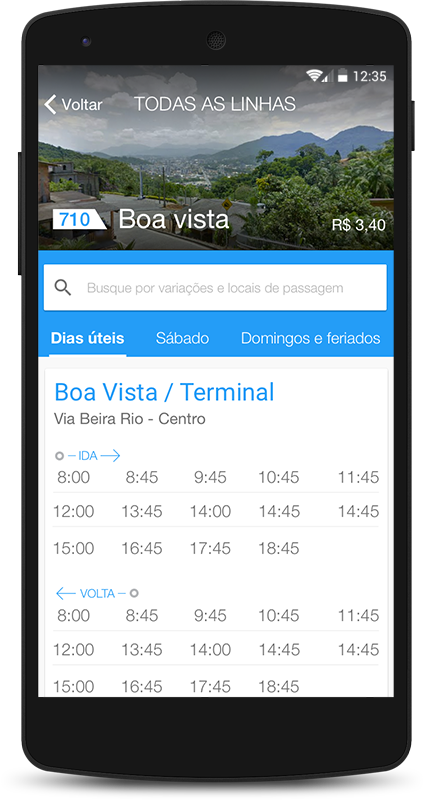 12:35
Voltar TODAS AS LINHAS
710 Boa vista R$ 3,40
Busque por variações e locais de passagem
Dias úteis Sábado Domingos e feriados
Boa Vista / Terminal
Via Beira Rio - Centro
IDA
8:00 8:45 9:45 10:45 11:45
12:00 13:45 14:00 14:45 14:45
15:00 16:45 17:45 18:45
VOLTA
8:00 8:45 9:45 10:45 11:45
12:00 13:45 14:00 14:45 14:45
15:00 16:45 17:45 18:45